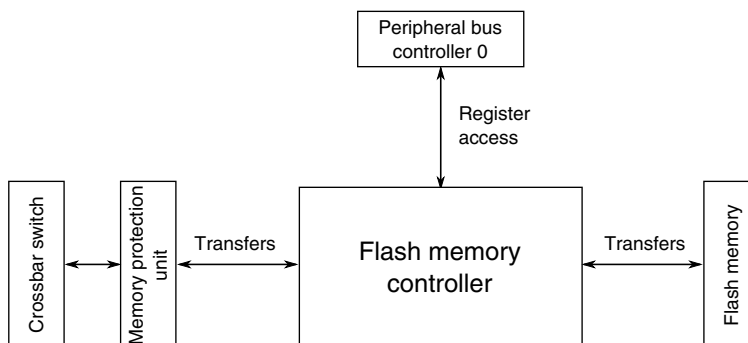 Peripheral bus
controller 0
Register
access
Crossbar switch
Memory protection
unit
Transfers
Flash memory
controller
Transfers
Flash memory